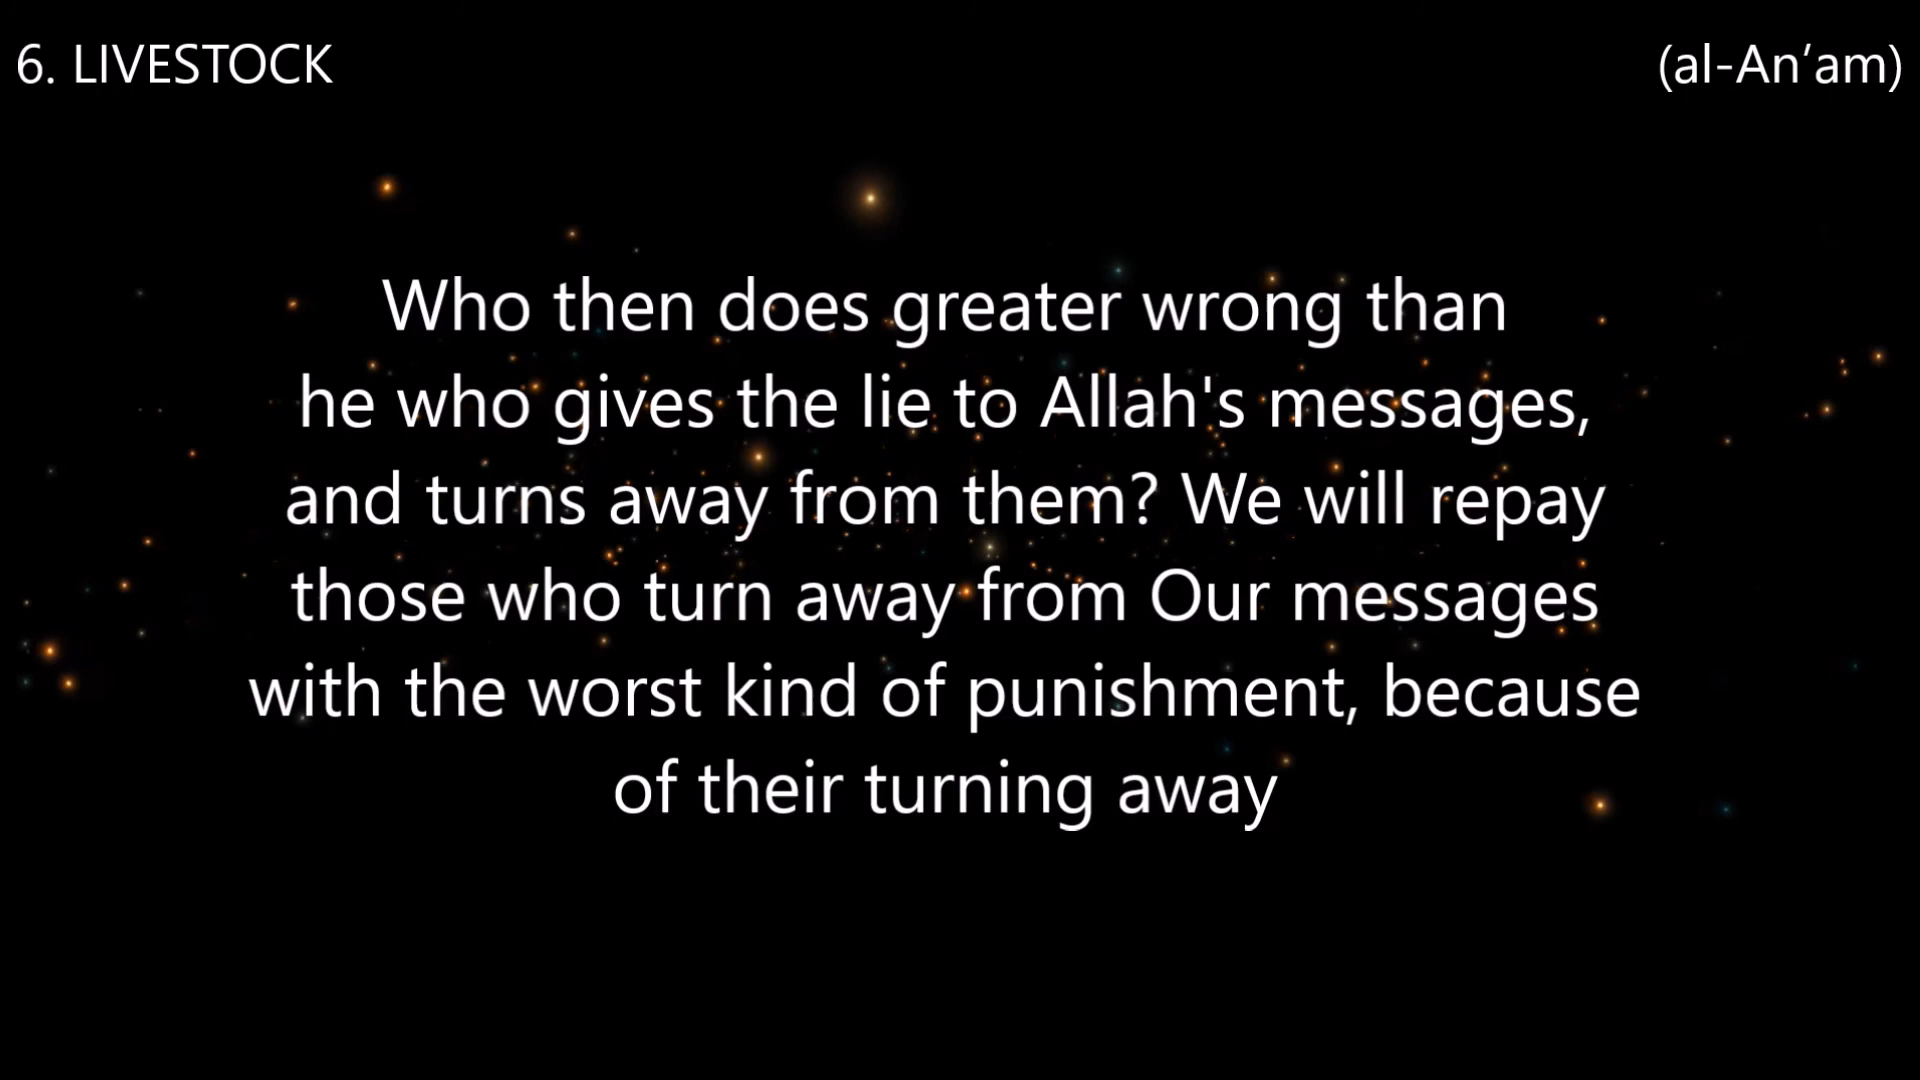 6. LIVESTOCK
(al-An’am)
Who then does greater wrong than
he who gives the lie to Allah's messages,
and turns away from them? We will repay
those who turn away from Our messages
with the worst kind of punishment, because
of their turning away